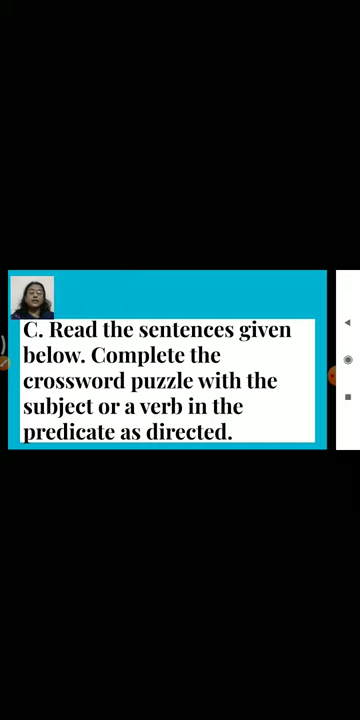 C. Read the sentences given
below. Complete the
crossword puzzle with the
subject or a verb in the
predicate as directed.